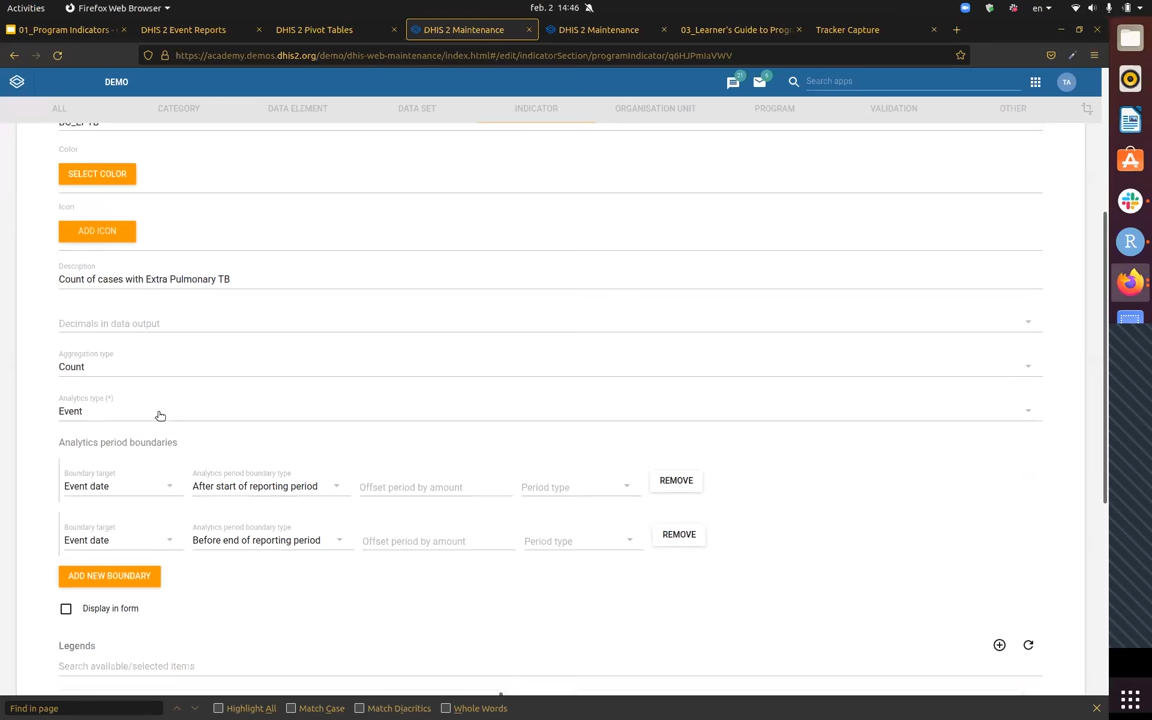 Activities
Firefox Web Browser
feb. 2 14:46
en
01_Program Indicators -
DHIS 2 Event Reports
DHIS 2 Pivot Tables
DHIS 2 Maintenance
DHIS 2 Maintenance
03_Learner's Guide to Prog
Tracker Capture
https://academy.demos.dhis2.org/demo/dhis-web-maintenance/index.html#/edit/indicatorSection/programIndicator/q6HJPmIaVWV
DEMO
21
6
Search apps
TA
ALL
CATEGORY
DATA ELEMENT
DATA SET
INDICATOR
ORGANISATION UNIT
PROGRAM
VALIDATION
OTHER
Color
SELECT COLOR
Icon
ADD ICON
Description
Count of cases with Extra Pulmonary TB
Decimals in data output
Aggregation type
Count
Analytics type (*)
Event
Analytics period boundaries
Boundary target
Analytics period boundary type
Event date
After start of reporting period
Offset period by amount
Period type
REMOVE
Boundary target
Analytics period boundary type
Event date
Before end of reporting period
Offset period by amount
Period type
REMOVE
ADD NEW BOUNDARY
Display in form
Legends
Search available/selected items
Find in page
Highlight All
Match Case
Match Diacritics
Whole Words